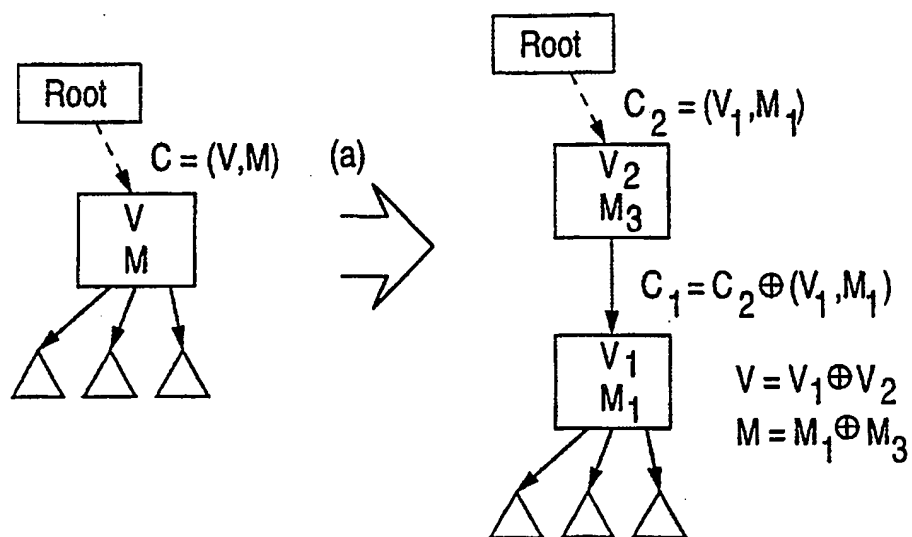 Root
C = (V,M)
V
M
(a)
Root
C₂ = (V₁,M₁)
V₂
M₃
C₁ = C₂ ⊕ (V₁,M₁)
V₁
M₁
V = V₁ ⊕ V₂
M = M₁ ⊕ M₃